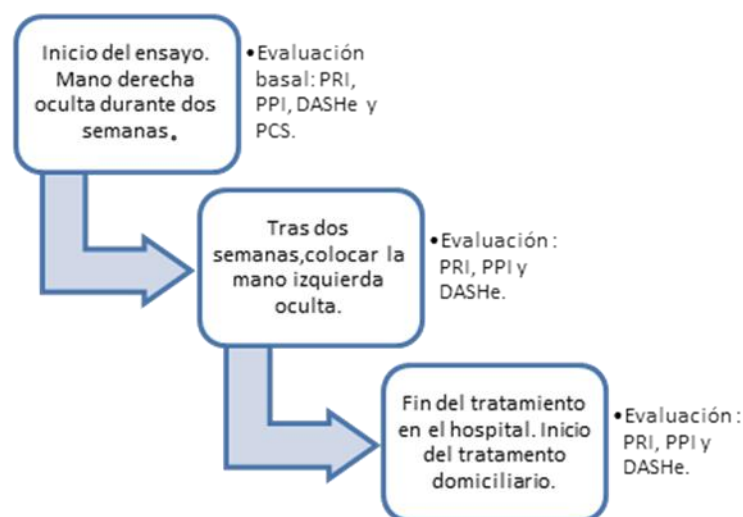 Inicio del ensayo.
Mano derecha
oculta durante dos
semanas.
•Evaluación
basal: PRI,
PPI, DASHe y
PCS.
Tras dos
semanas,colocar la
mano izquierda
oculta.
•Evaluación :
PRI, PPI y
DASHe.
Fin del tratamiento
en el hospital. Inicio
del tratamento
domiciliario.
•Evaluación :
PRI, PPI y
DASHe.